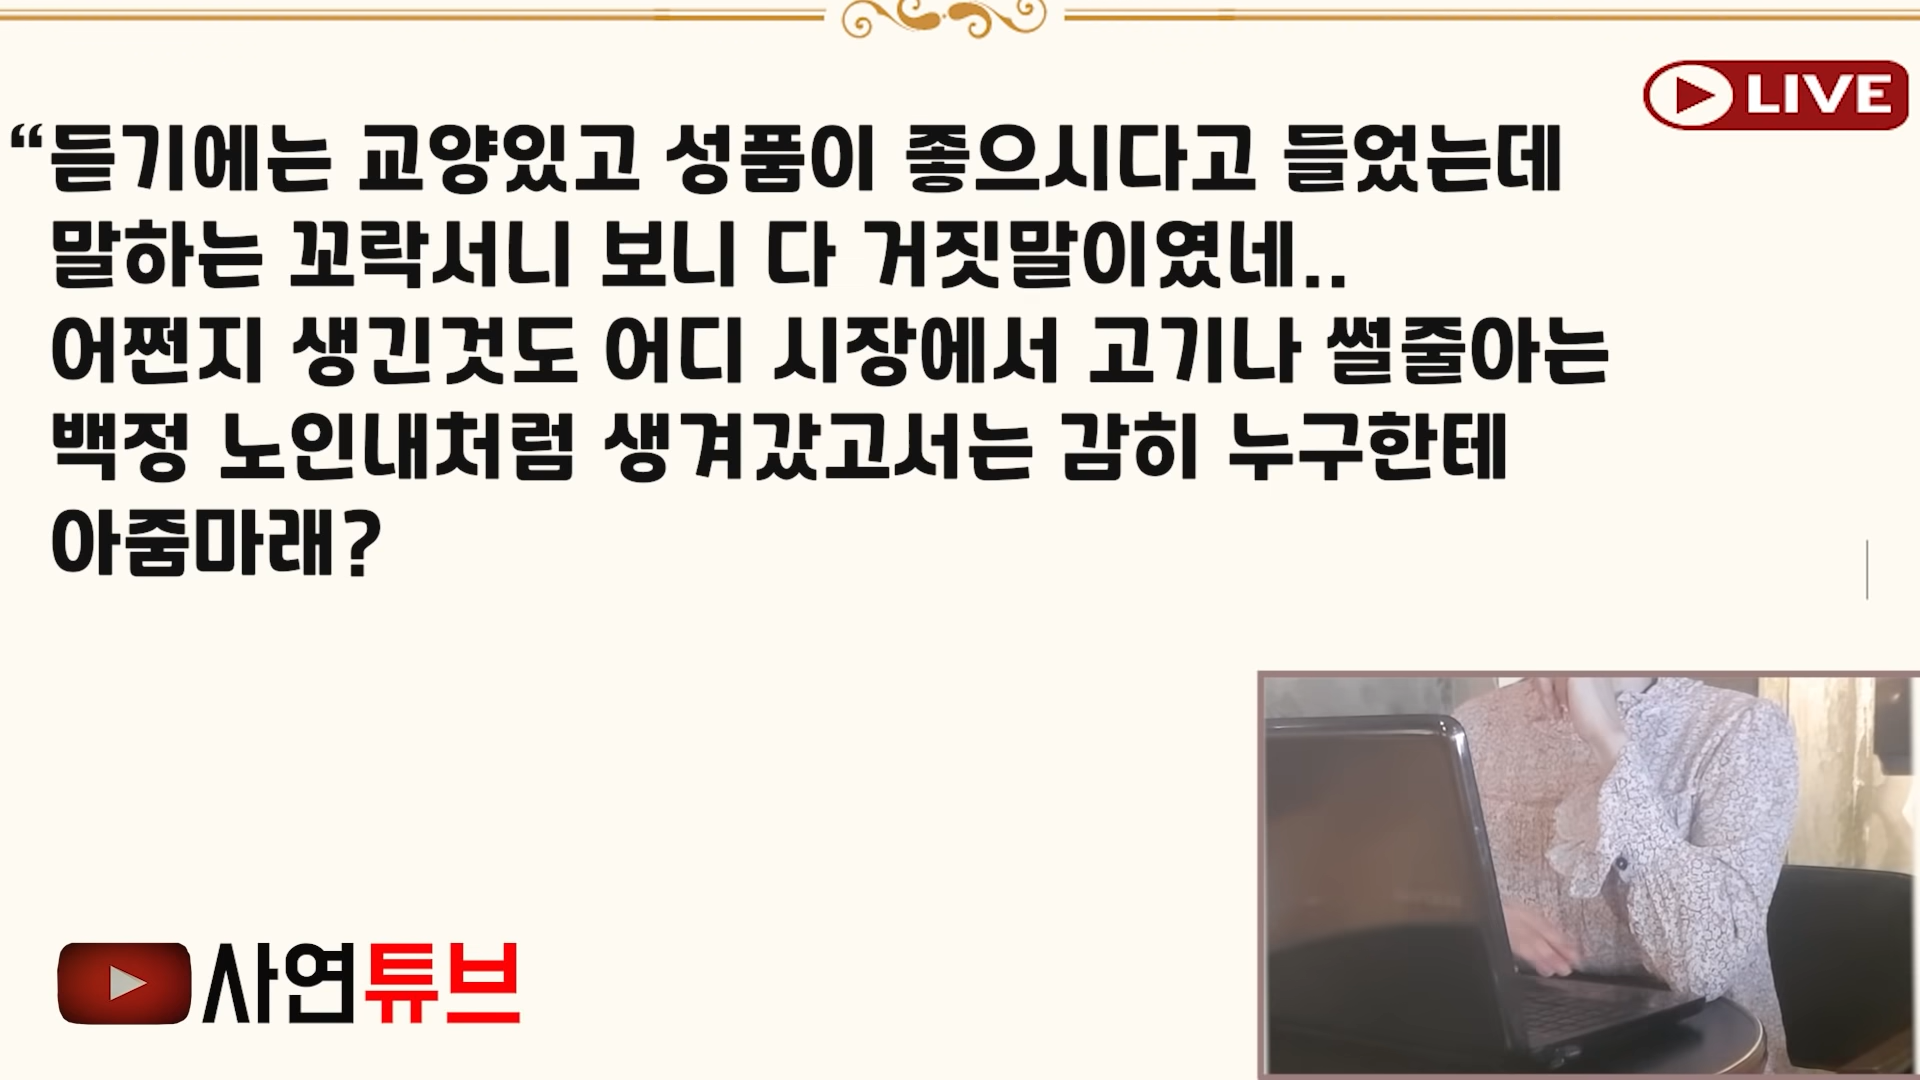 LIVE
“듣기에는 교양있고 성품이 좋으시다고 들었는데
말하는 꼬락서니 보니 다 거짓말이였네..
어쩐지 생긴것도 어디 시장에서 고기나 썰줄아는
백정 노인내처럼 생겨갔고서는 감히 누구한테
아줌마래?
사연튜브